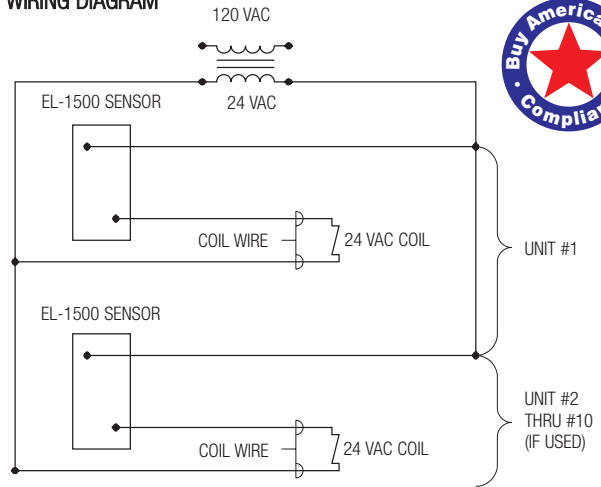 WIRING DIAGRAM
120 VAC
Buy America
Complian
24 VAC
EL-1500 SENSOR
COIL WIRE
24 VAC COIL
UNIT #1
EL-1500 SENSOR
COIL WIRE
24 VAC COIL
UNIT #2
THRU #10
(IF USED)